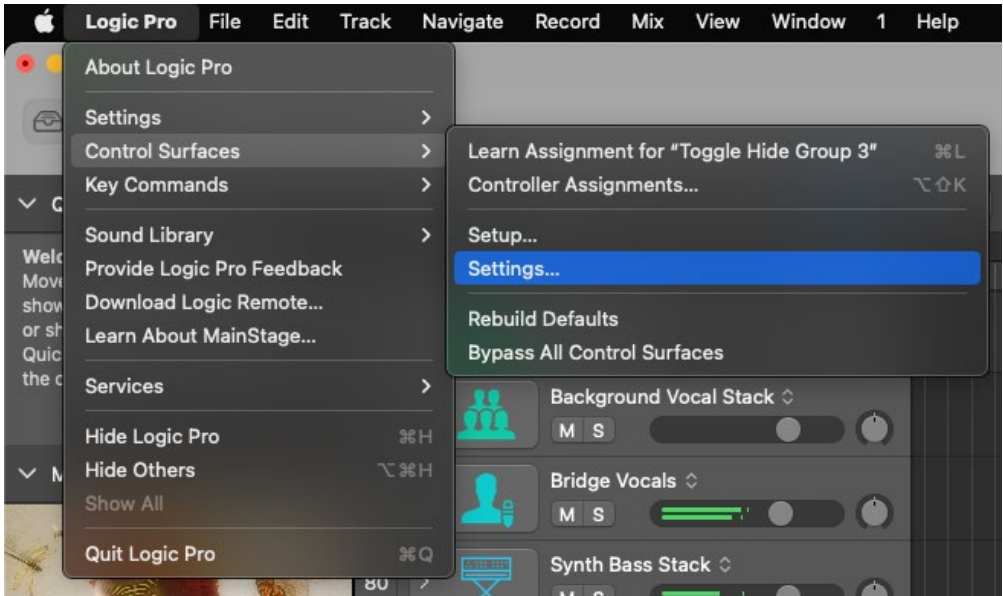 Logic Pro File Edit Track Navigate Record Mix View Window 1 Help
About Logic Pro
Settings
Control Surfaces
Key Commands
Sound Library
Provide Logic Pro Feedback
Download Logic Remote...
Learn About MainStage...
Services
Hide Logic Pro ⌘H
Hide Others ⌥⌘H
Show All
Quit Logic Pro ⌘Q
Learn Assignment for “Toggle Hide Group 3” ⌘L
Controller Assignments... ⌥⇧K
Setup...
Settings...
Rebuild Defaults
Bypass All Control Surfaces
Background Vocal Stack
M S
Bridge Vocals
M S
Synth Bass Stack
M S
80
or
the